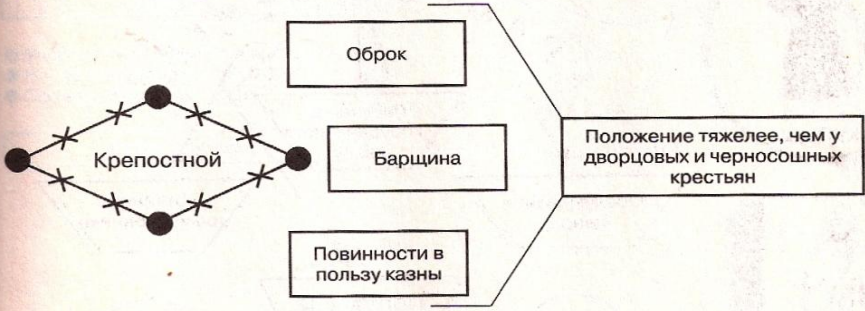 Оброк
Крепостной
Барщина
Положение тяжелее, чем у
дворцовых и черносошных
крестьян
Повинности в
пользу казны